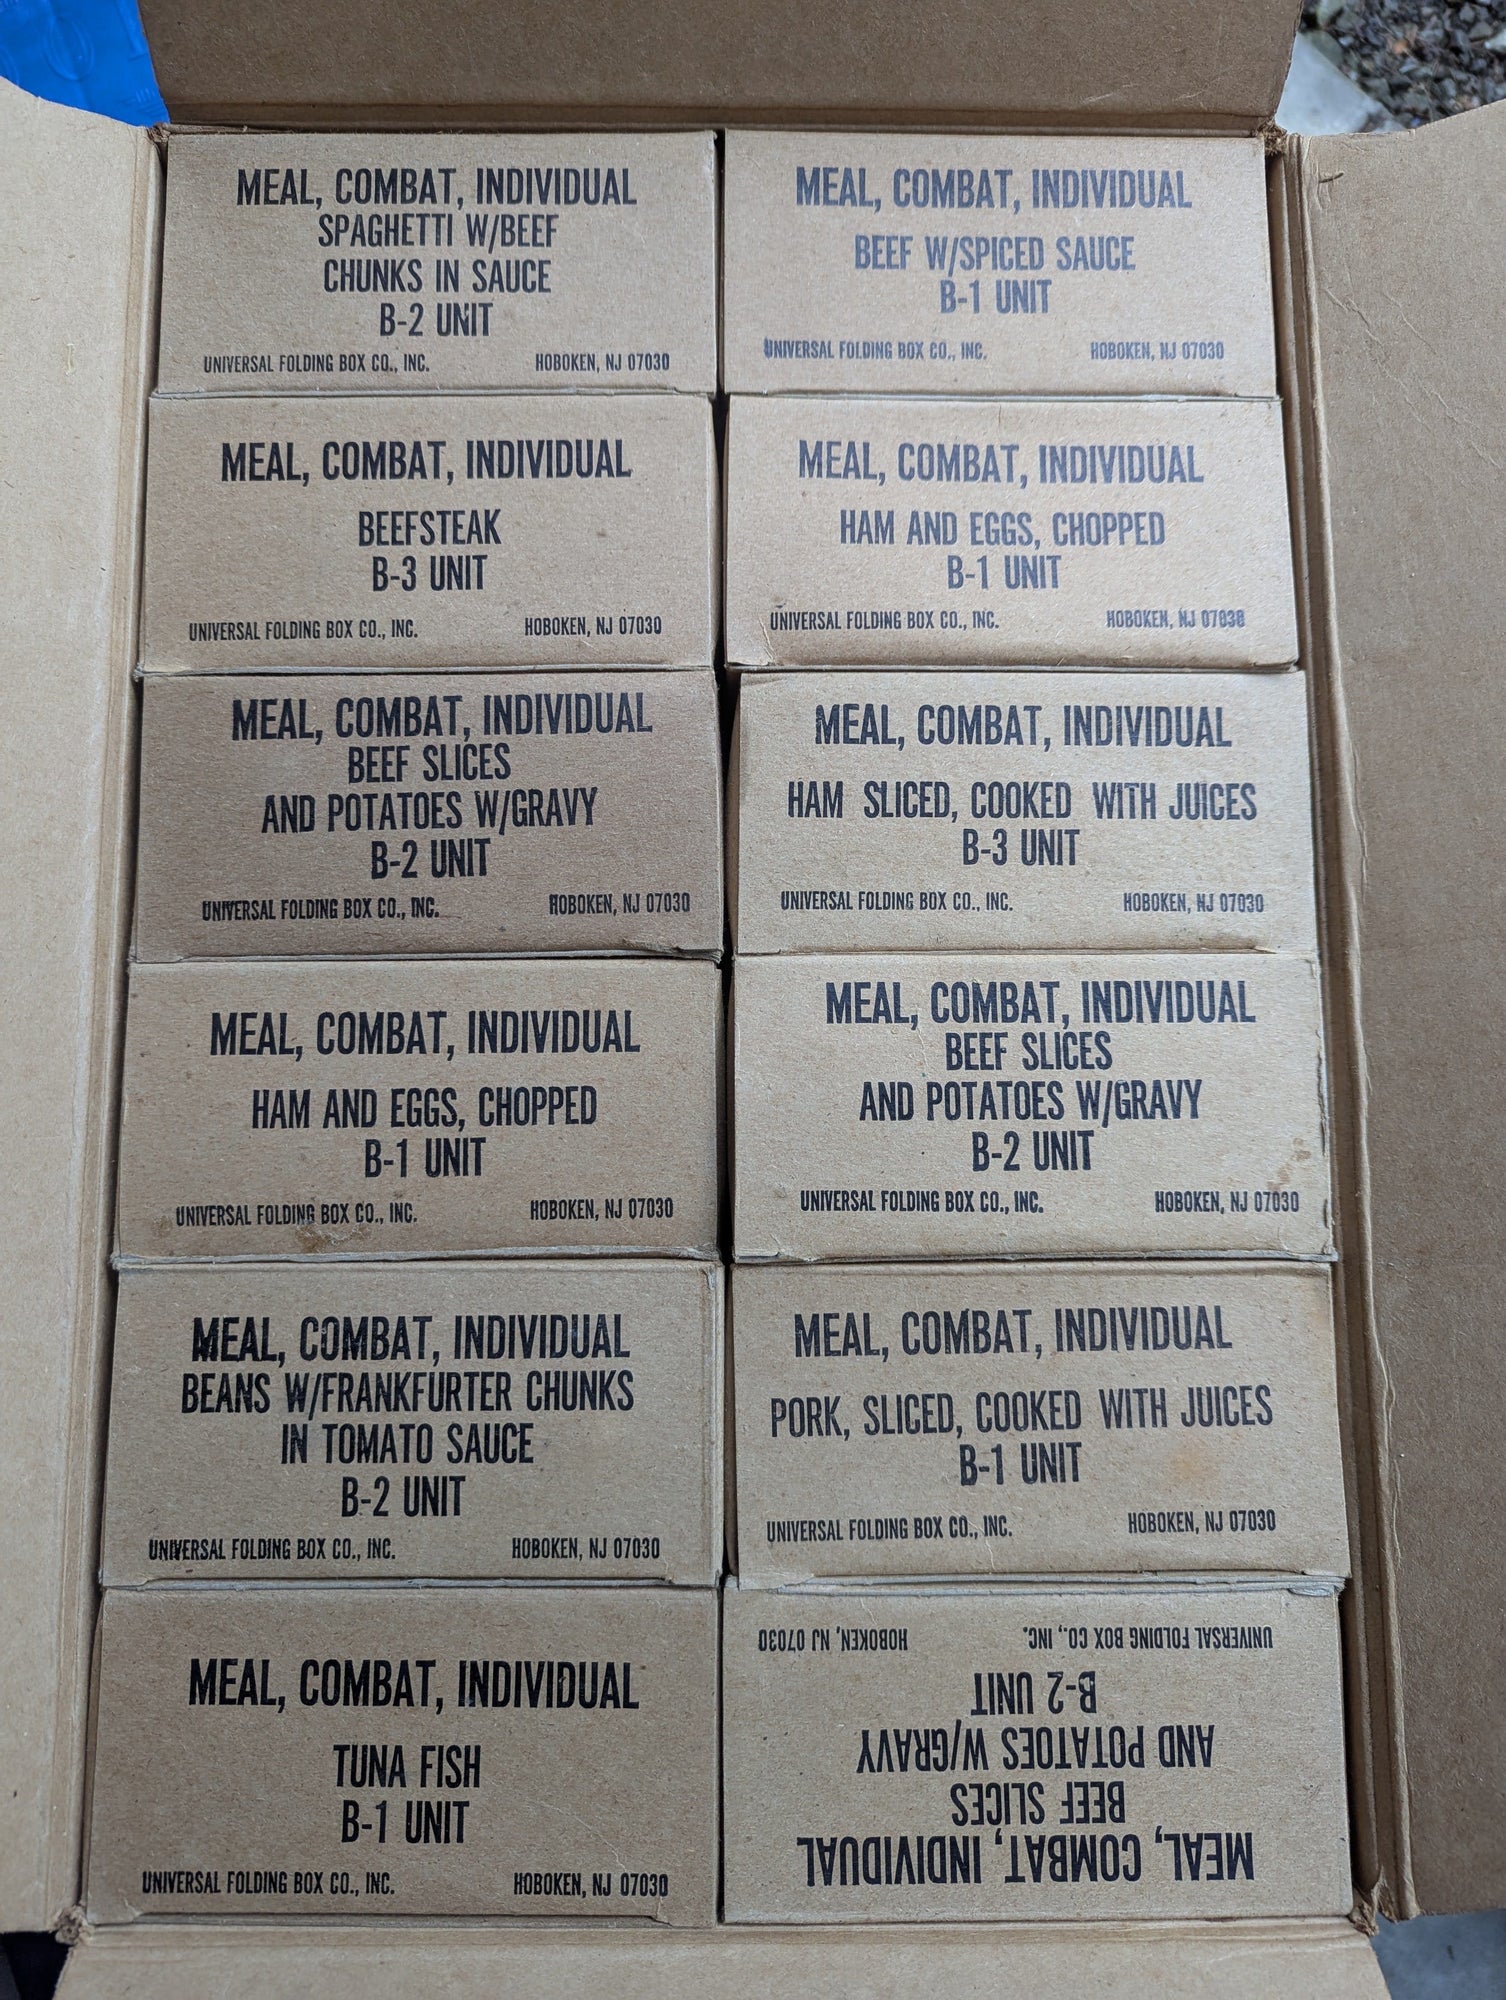 MEAL, COMBAT, INDIVIDUAL
SPAGHETTI W/BEEF
CHUNKS IN SAUCE
B-2 UNIT
UNIVERSAL FOLDING BOX CO., INC. HOBOKEN, NJ 07030
MEAL, COMBAT, INDIVIDUAL
BEEF W/SPICED SAUCE
B-1 UNIT
UNIVERSAL FOLDING BOX CO., INC. HOBOKEN, NJ 07030
MEAL, COMBAT, INDIVIDUAL
BEEFSTEAK
B-3 UNIT
UNIVERSAL FOLDING BOX CO., INC. HOBOKEN, NJ 07030
MEAL, COMBAT, INDIVIDUAL
HAM AND EGGS, CHOPPED
B-1 UNIT
UNIVERSAL FOLDING BOX CO., INC. HOBOKEN, NJ 07030
MEAL, COMBAT, INDIVIDUAL
BEEF SLICES
AND POTATOES W/GRAVY
B-2 UNIT
UNIVERSAL FOLDING BOX CO., INC. HOBOKEN, NJ 07030
MEAL, COMBAT, INDIVIDUAL
HAM SLICED, COOKED WITH JUICES
B-3 UNIT
UNIVERSAL FOLDING BOX CO., INC. HOBOKEN, NJ 07030
MEAL, COMBAT, INDIVIDUAL
HAM AND EGGS, CHOPPED
B-1 UNIT
UNIVERSAL FOLDING BOX CO., INC. HOBOKEN, NJ 07030
MEAL, COMBAT, INDIVIDUAL
BEEF SLICES
AND POTATOES W/GRAVY
B-2 UNIT
UNIVERSAL FOLDING BOX CO., INC. HOBOKEN, NJ 07030
MEAL, COMBAT, INDIVIDUAL
BEANS W/FRANKFURTER CHUNKS
IN TOMATO SAUCE
B-2 UNIT
UNIVERSAL FOLDING BOX CO., INC. HOBOKEN, NJ 07030
MEAL, COMBAT, INDIVIDUAL
PORK, SLICED, COOKED WITH JUICES
B-1 UNIT
UNIVERSAL FOLDING BOX CO., INC. HOBOKEN, NJ 07030
MEAL, COMBAT, INDIVIDUAL
TUNA FISH
B-1 UNIT
UNIVERSAL FOLDING BOX CO., INC. HOBOKEN, NJ 07030
MEAL, COMBAT, INDIVIDUAL
BEEF SLICES
AND POTATOES W/GRAVY
B-2 UNIT
UNIVERSAL FOLDING BOX CO., INC. HOBOKEN, NJ 07030